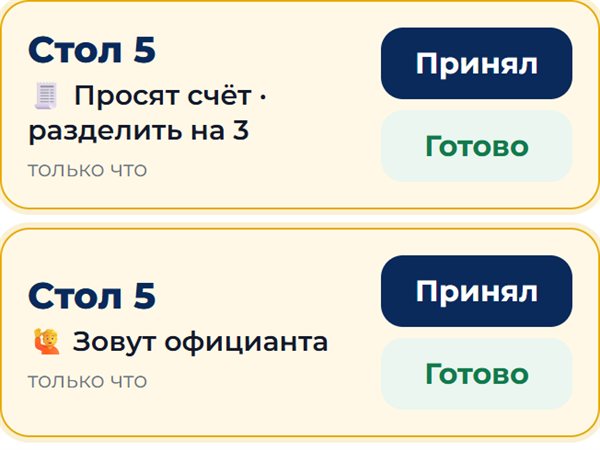 Стол 5
Просят счёт ·
разделить на 3
только что
Принял
Готово
Стол 5
Зовут официанта
только что
Принял
Готово